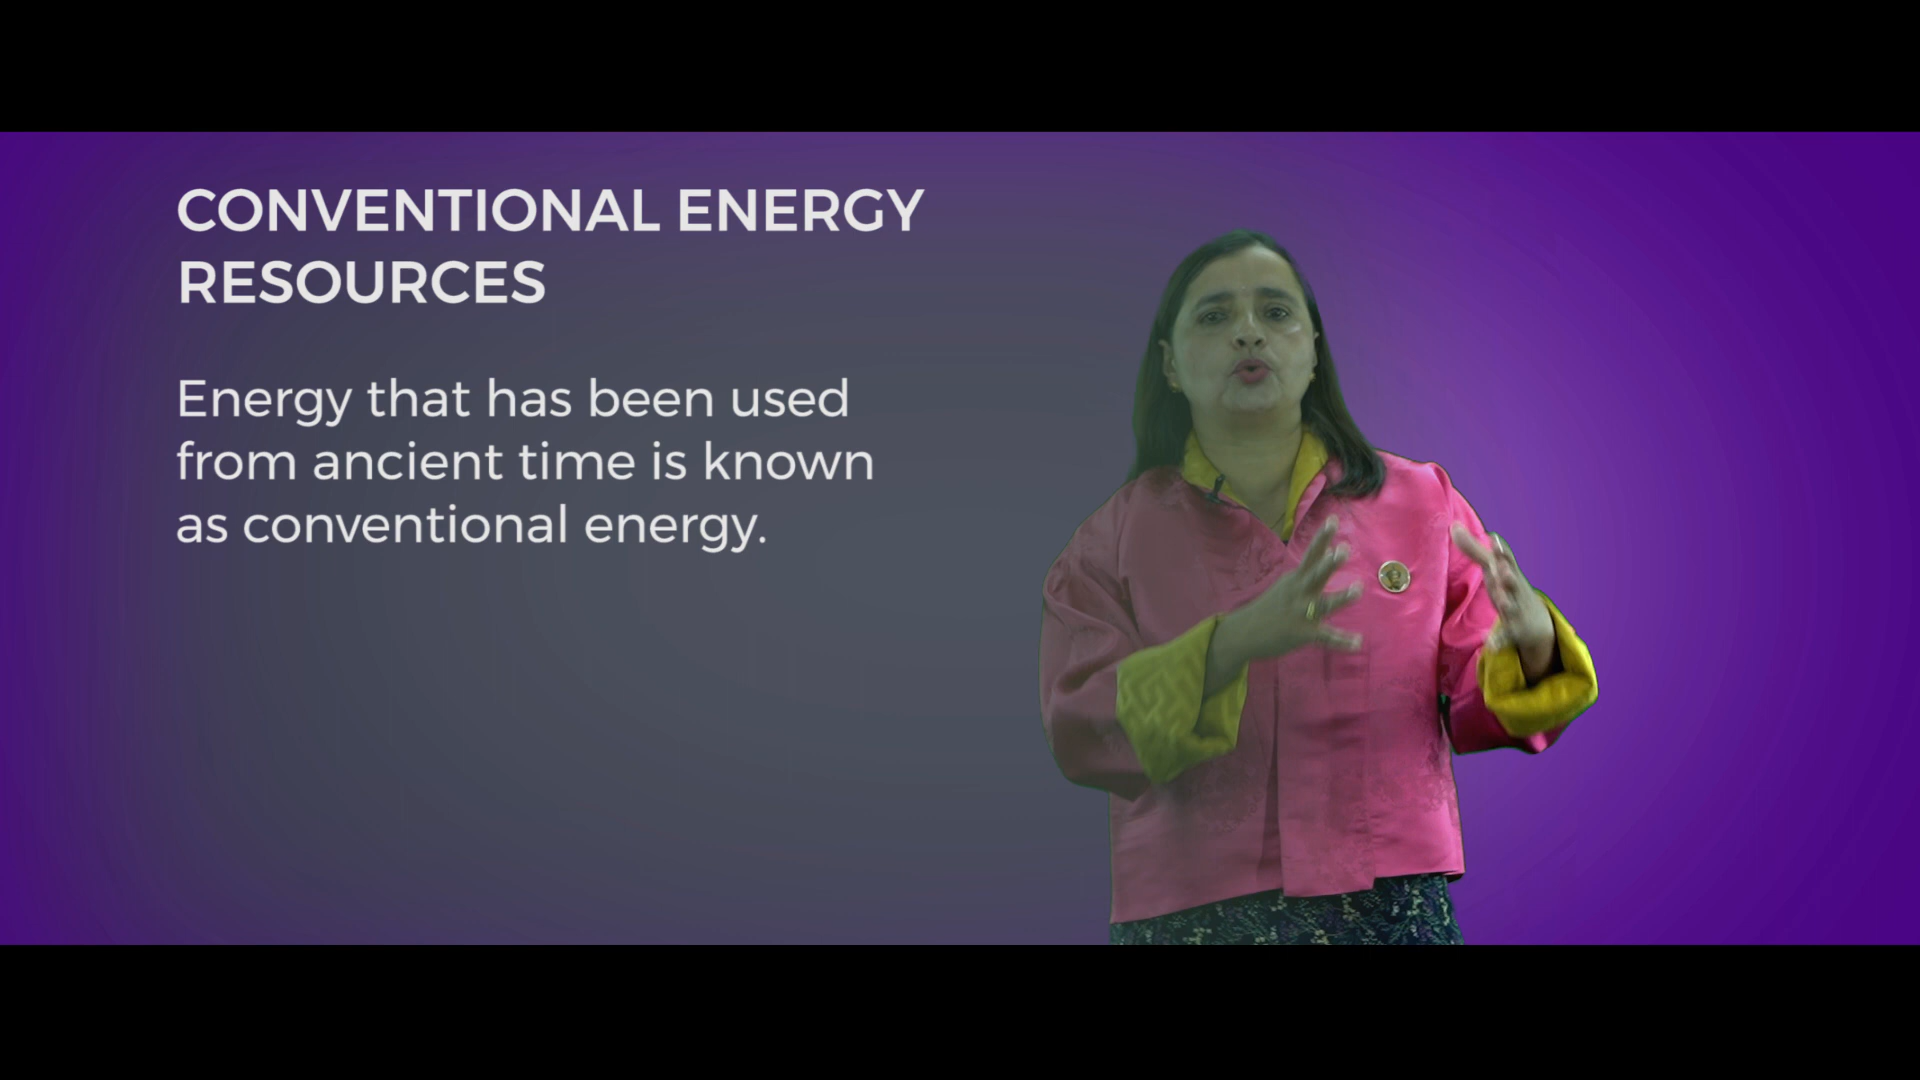 CONVENTIONAL ENERGY
RESOURCES
Energy that has been used
from ancient time is known
as conventional energy.